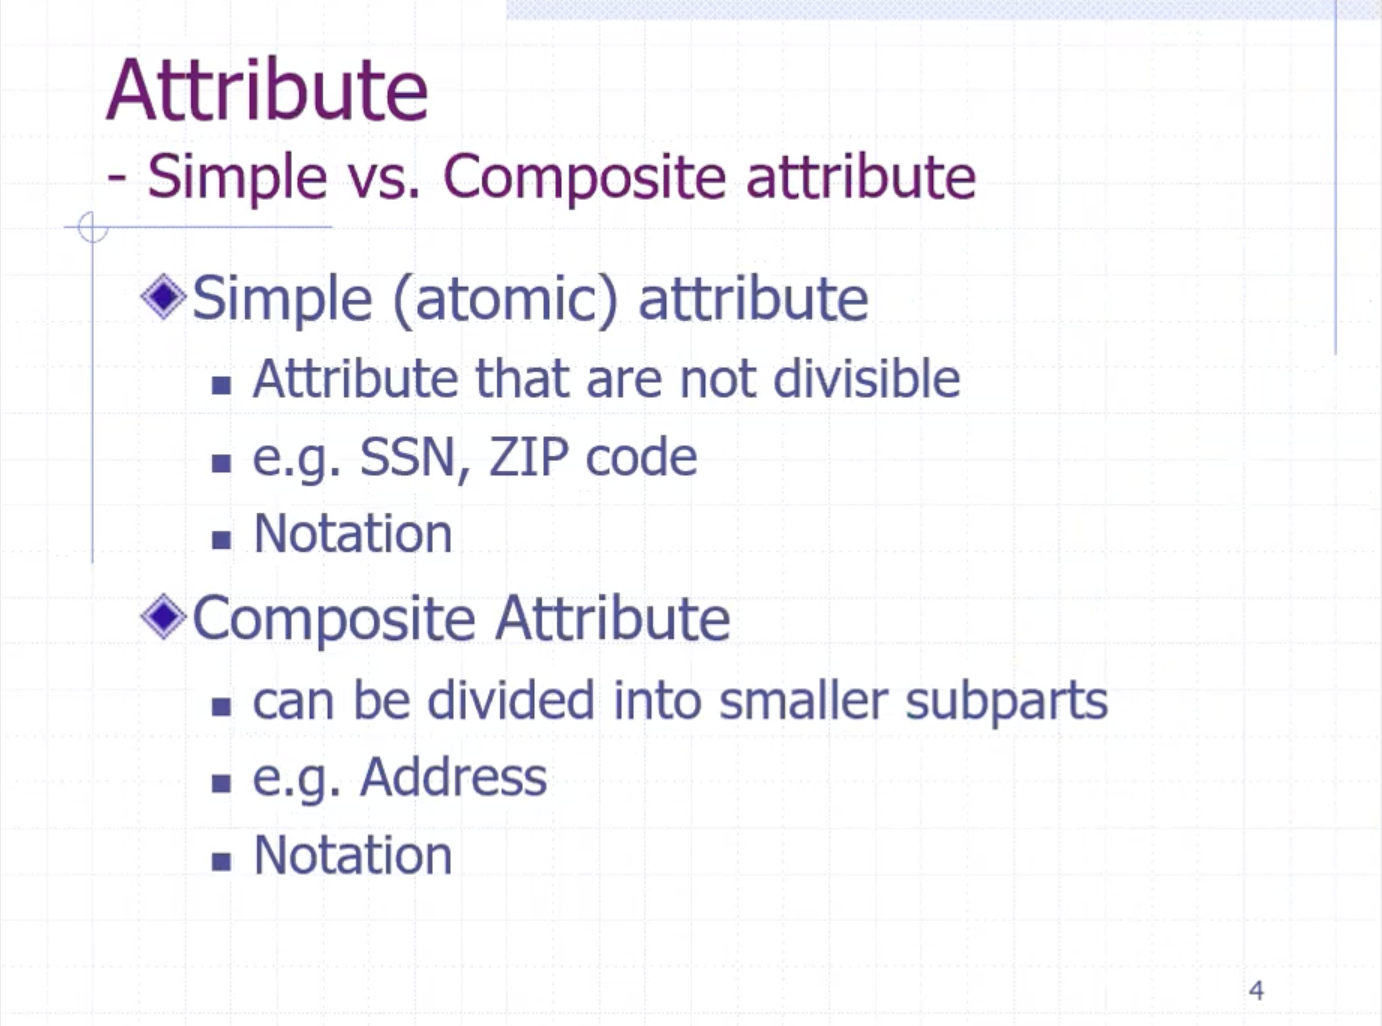 Attribute
- Simple vs. Composite attribute
Simple (atomic) attribute
Attribute that are not divisible
e.g. SSN, ZIP code
Notation
Composite Attribute
can be divided into smaller subparts
e.g. Address
Notation
4